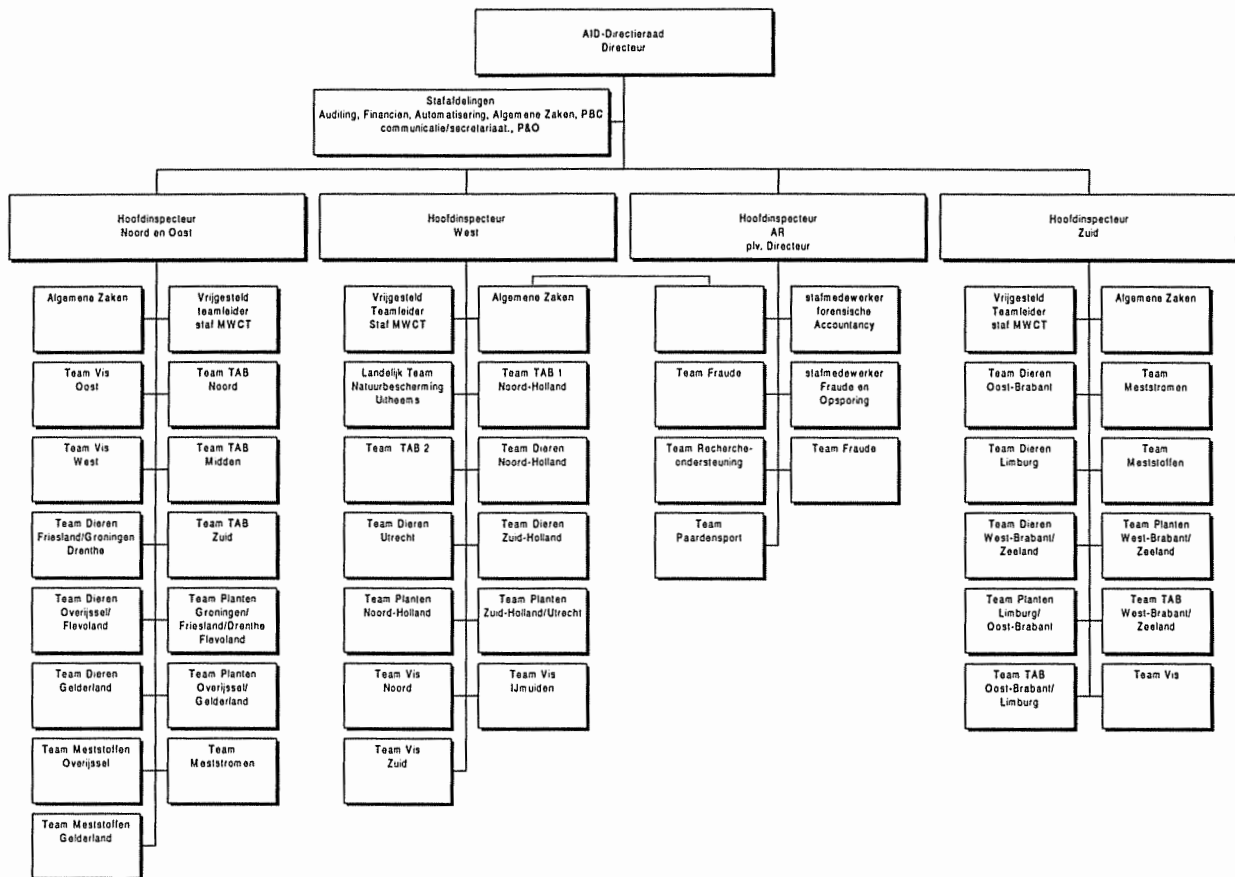 AID-Directieraad
Directeur
Stafafdelingen
Auditing, Financien, Automatisering, Algemene Zaken, PBC
communicatie/secretariaat., P&O
Hoofdinspecteur
Noord en Oost
Hoofdinspecteur
West
Hoofdinspecteur
AR
plv. Directeur
Hoofdinspecteur
Zuid
Algemene Zaken
Vrijgesteld
teamleider
staf MWCT
Team Vis
Oost
Team TAB
Noord
Team Vis
West
Team TAB
Midden
Team Dieren
Friesland/Groningen
Drenthe
Team TAB
Zuid
Team Dieren
Overijssel/
Flevoland
Team Planten
Groningen/
Friesland/Drenthe
Flevoland
Team Dieren
Gelderland
Team Planten
Overijssel/
Gelderland
Team Meststoffen
Overijssel
Team
Meststromen
Team Meststoffen
Gelderland
Vrijgesteld
Teamleider
Staf MWCT
Algemene Zaken
Landelijk Team
Natuurbescherming
Uitheems
Team TAB 1
Noord-Holland
Team TAB 2
Team Dieren
Noord-Holland
Team Dieren
Utrecht
Team Dieren
Zuid-Holland
Team Planten
Noord-Holland
Team Planten
Zuid-Holland/Utrecht
Team Vis
Noord
Team Vis
IJmuiden
Team Vis
Zuid
stafmedewerker
forensische
Accountancy
Team Fraude
stafmedewerker
Fraude en
Opsporing
Team Recherche-
ondersteuning
Team Fraude
Team
Paardensport
Vrijgesteld
Teamleider
staf MWCT
Algemene Zaken
Team Dieren
Oost-Brabant
Team
Meststromen
Team Dieren
Limburg
Team
Meststoffen
Team Dieren
West-Brabant/
Zeeland
Team Planten
West-Brabant/
Zeeland
Team Planten
Limburg/
Oost-Brabant
Team TAB
West-Brabant/
Zeeland
Team TAB
Oost-Brabant/
Limburg
Team Vis